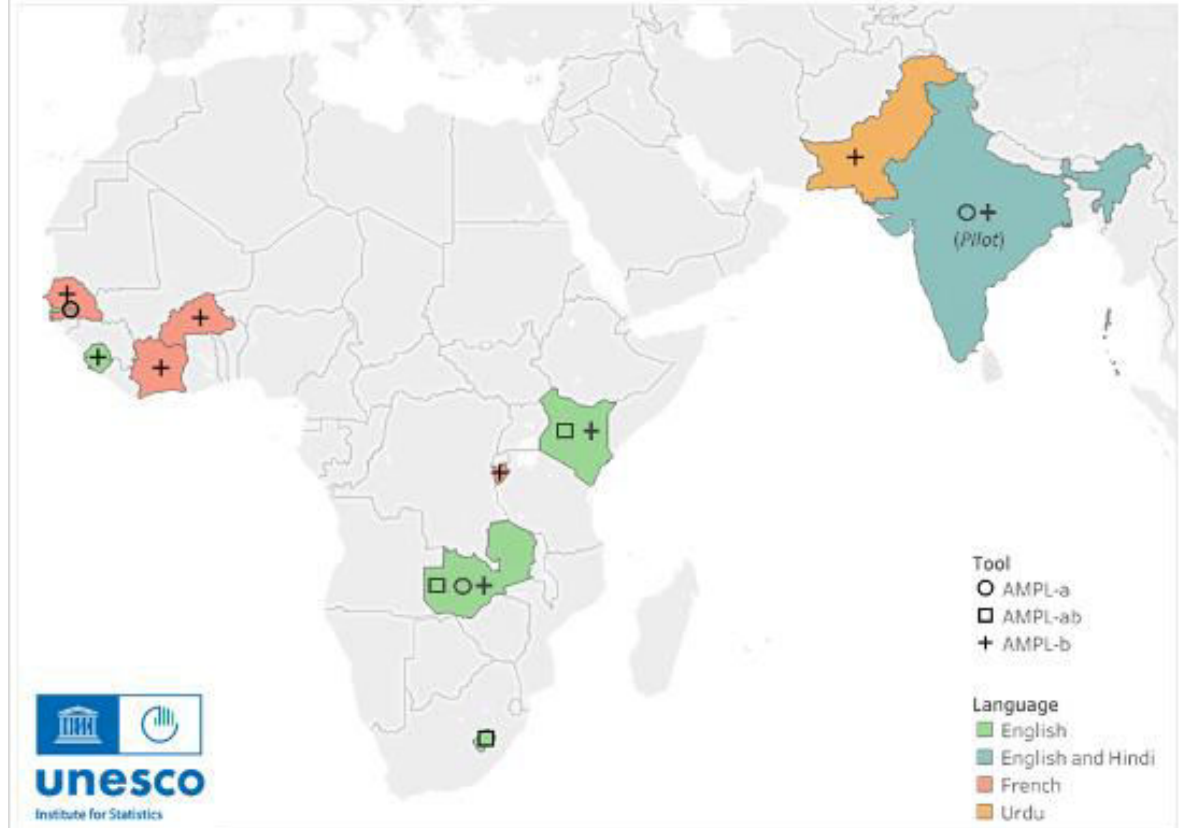 (Pilot)
Tool
AMPL-a
AMPL-ab
AMPL-b
Language
English
English and Hindi
French
Urdu
unesco
Institute for Statistics